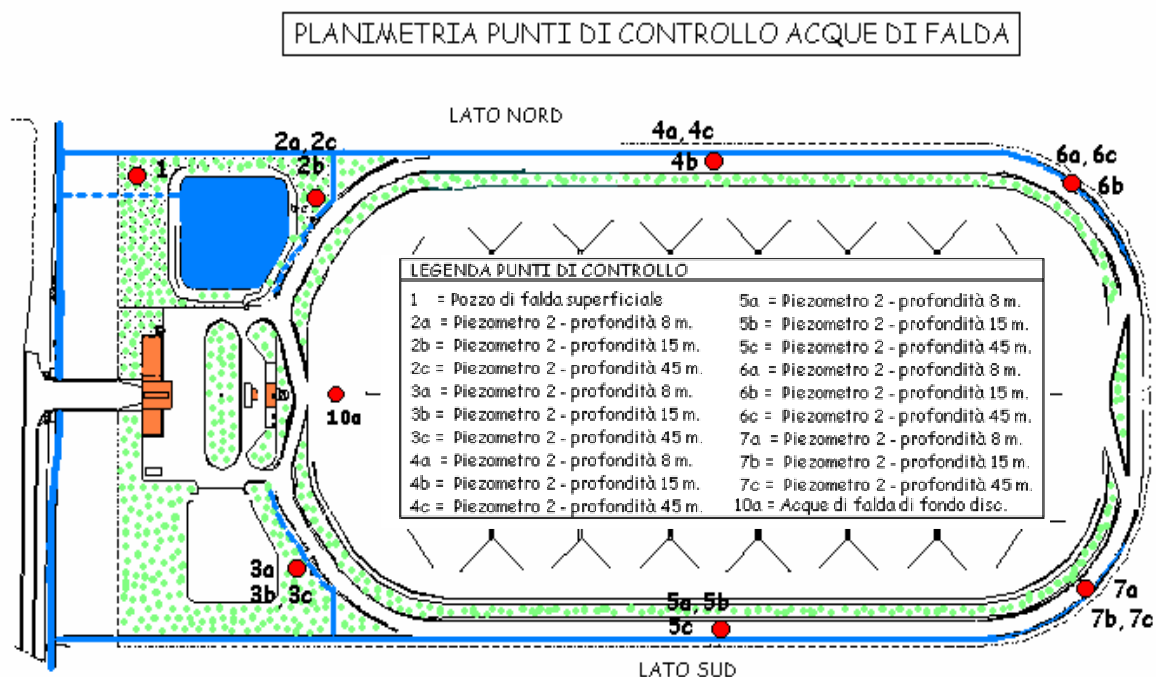 PLANIMETRIA PUNTI DI CONTROLLO ACQUE DI FALDA
LATO NORD
1
2a, 2c
2b
4a, 4c
4b
6a, 6c
6b
LEGENDA PUNTI DI CONTROLLO
1 = Pozzo di falda superficiale
2a = Piezometro 2 - profondità 8 m.
2b = Piezometro 2 - profondità 15 m.
2c = Piezometro 2 - profondità 45 m.
3a = Piezometro 2 - profondità 8 m.
3b = Piezometro 2 - profondità 15 m.
3c = Piezometro 2 - profondità 45 m.
4a = Piezometro 2 - profondità 8 m.
4b = Piezometro 2 - profondità 15 m.
4c = Piezometro 2 - profondità 45 m.
5a = Piezometro 2 - profondità 8 m.
5b = Piezometro 2 - profondità 15 m.
5c = Piezometro 2 - profondità 45 m.
6a = Piezometro 2 - profondità 8 m.
6b = Piezometro 2 - profondità 15 m.
6c = Piezometro 2 - profondità 45 m.
7a = Piezometro 2 - profondità 8 m.
7b = Piezometro 2 - profondità 15 m.
7c = Piezometro 2 - profondità 45 m.
10a = Acque di falda di fondo disc.
10a
3a
3b, 3c
5a, 5b
5c
7a
7b, 7c
LATO SUD